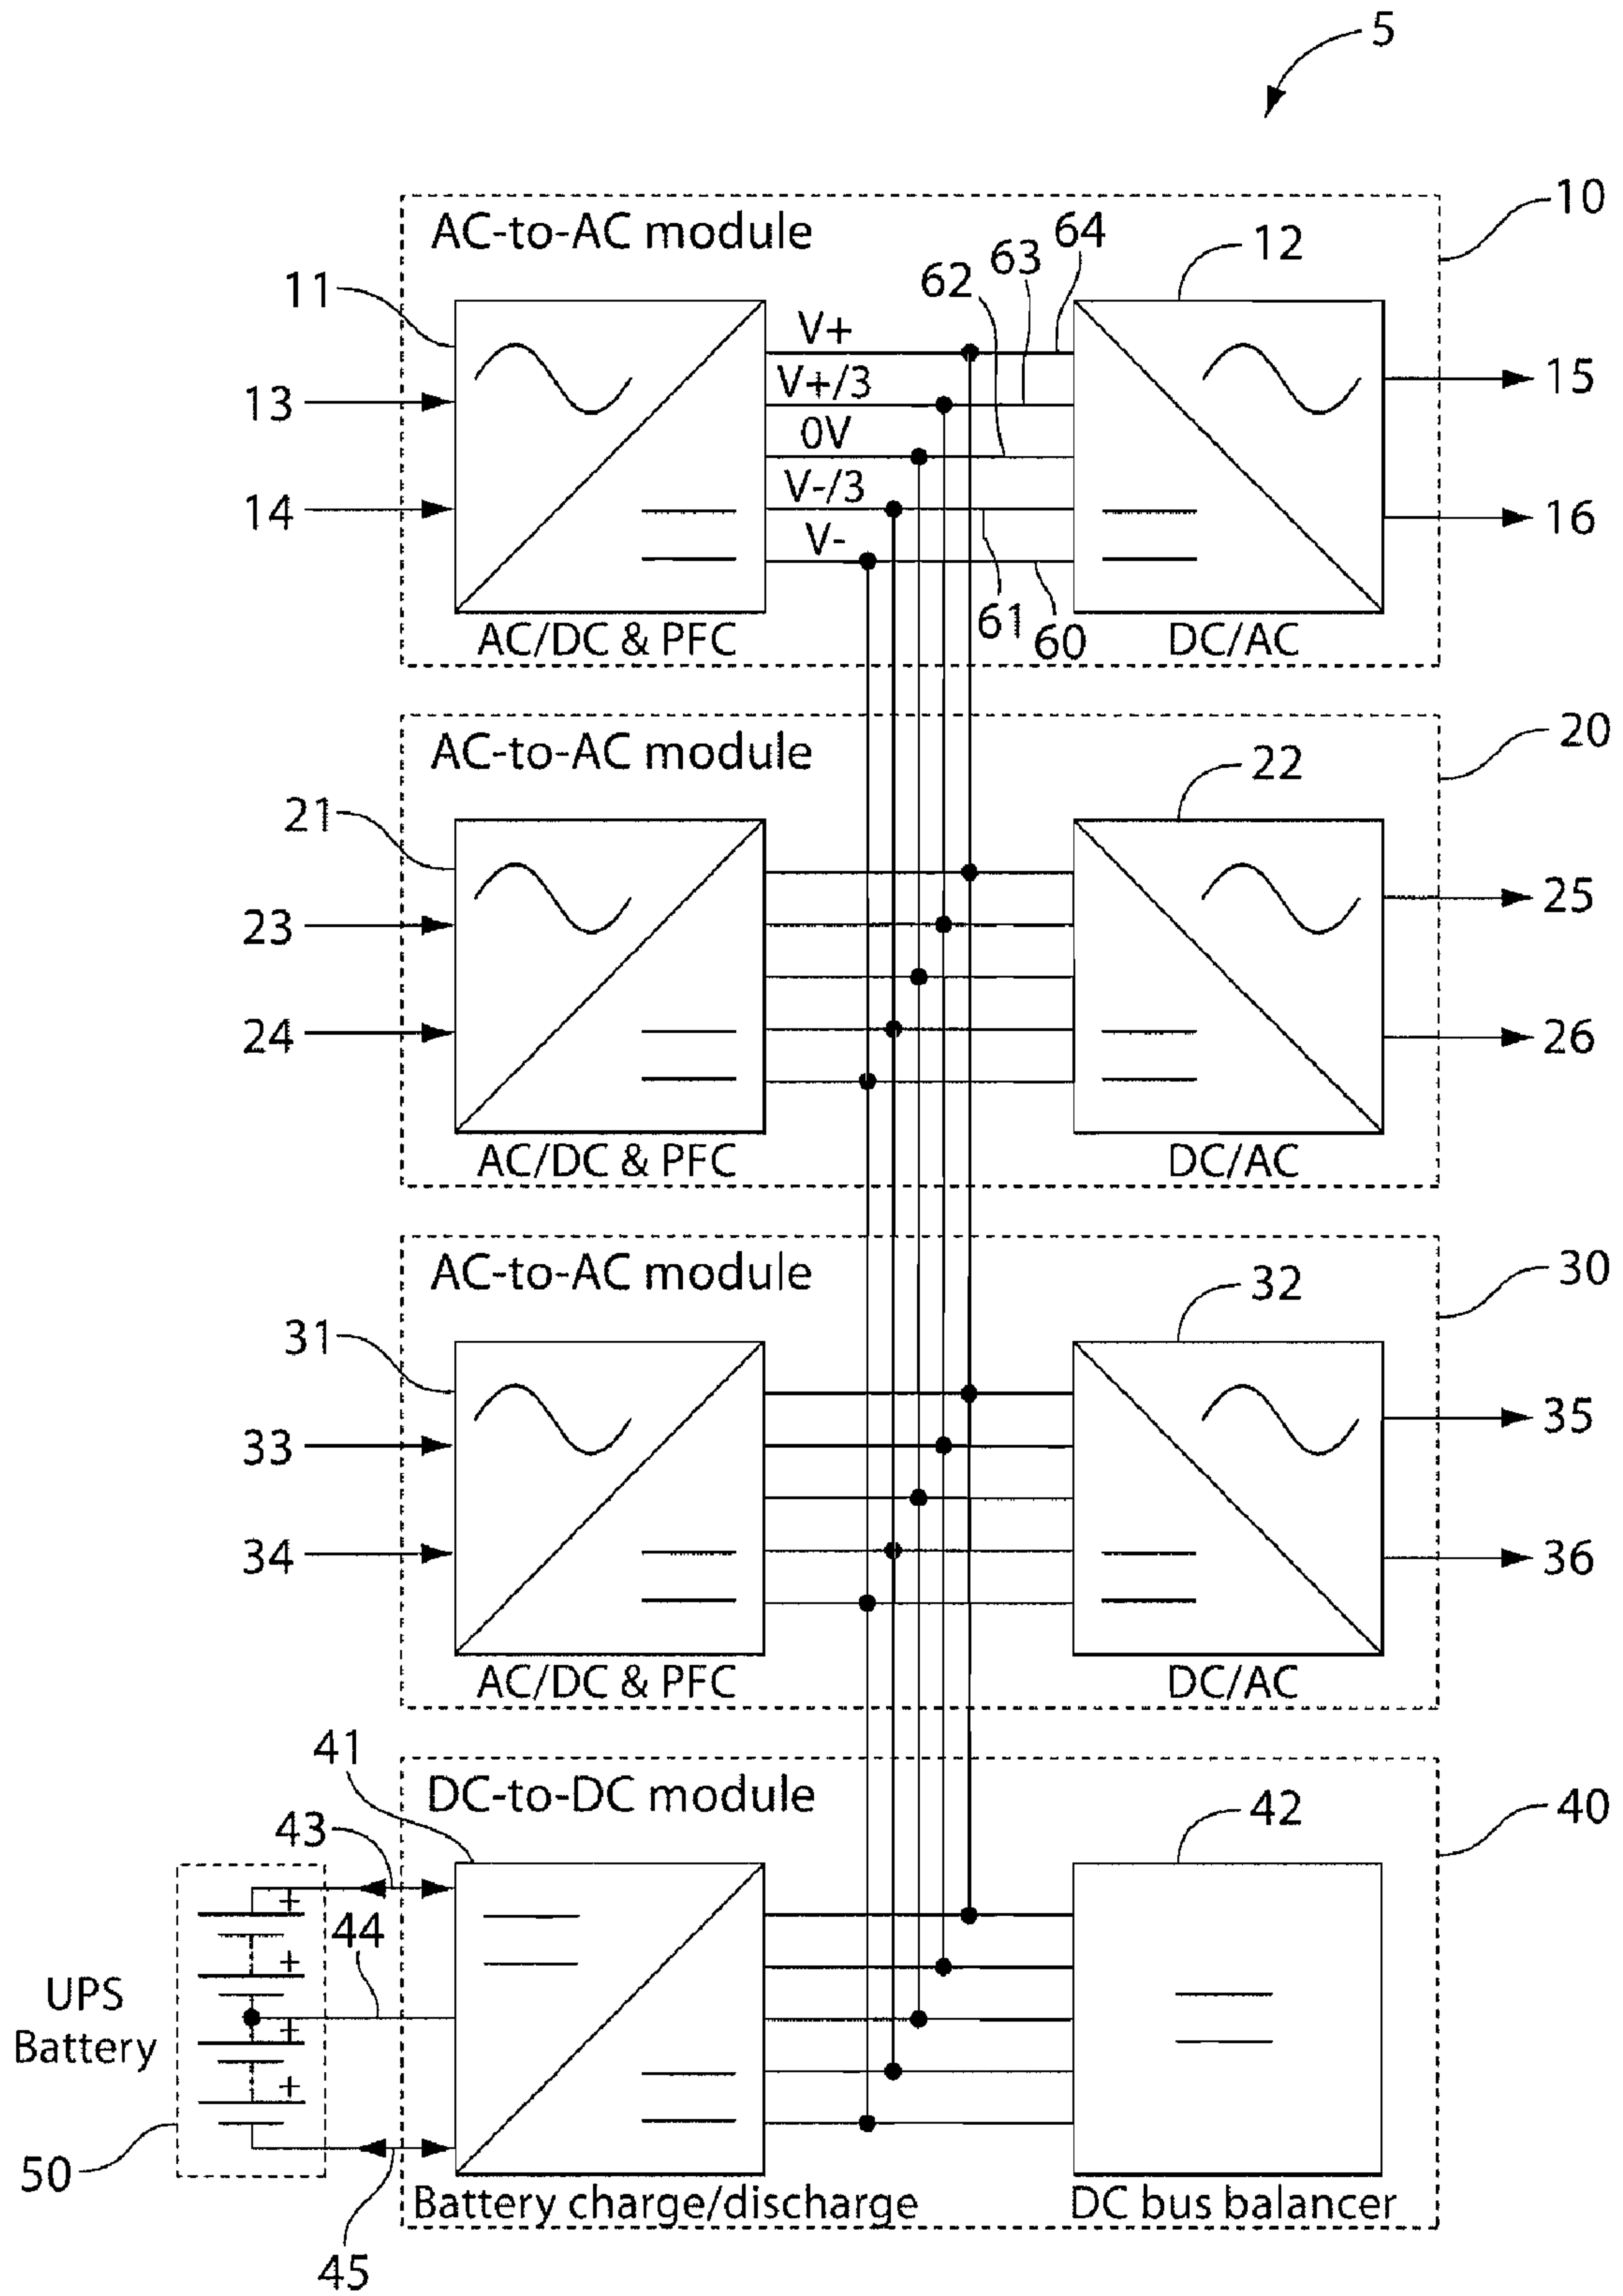 5
10
AC-to-AC module
64
63
62
12
11
V+
V+/3
0V
V-/3
V-
13
14
15
16
61
60
AC/DC & PFC
DC/AC
20
AC-to-AC module
22
21
23
24
25
26
AC/DC & PFC
DC/AC
30
AC-to-AC module
32
31
33
34
35
36
AC/DC & PFC
DC/AC
41
DC-to-DC module
42
40
43
+
44
+
UPS
Battery
+
+
50
45
Battery charge/discharge
DC bus balancer